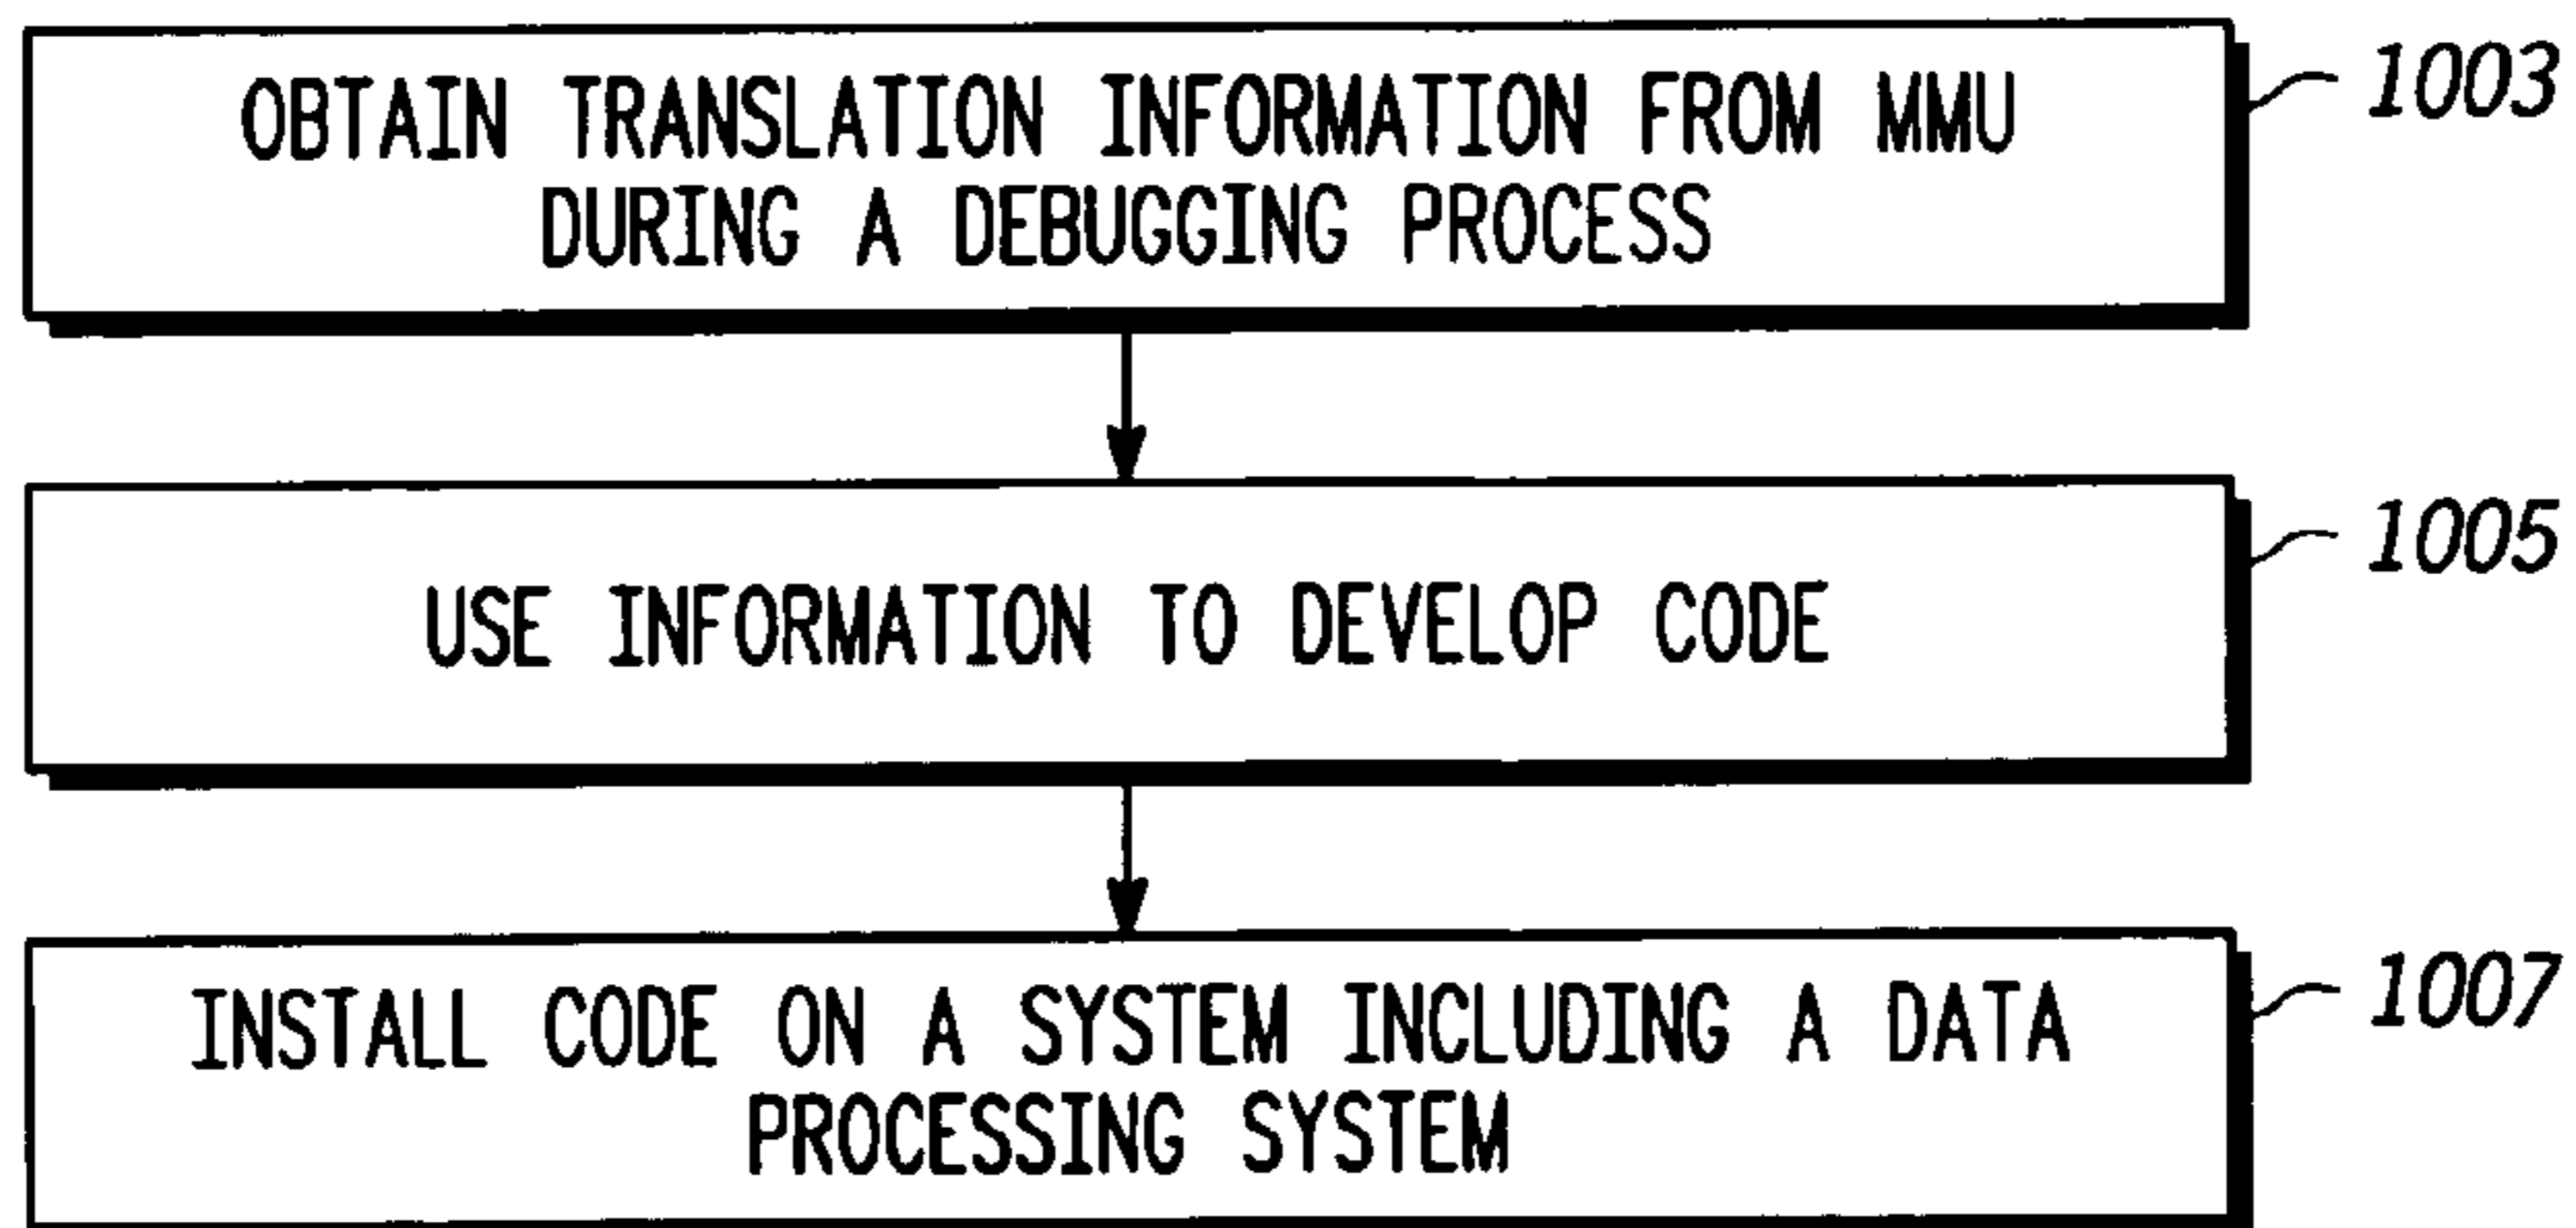 OBTAIN TRANSLATION INFORMATION FROM MMU
DURING A DEBUGGING PROCESS
1003
USE INFORMATION TO DEVELOP CODE
1005
INSTALL CODE ON A SYSTEM INCLUDING A DATA
PROCESSING SYSTEM
1007